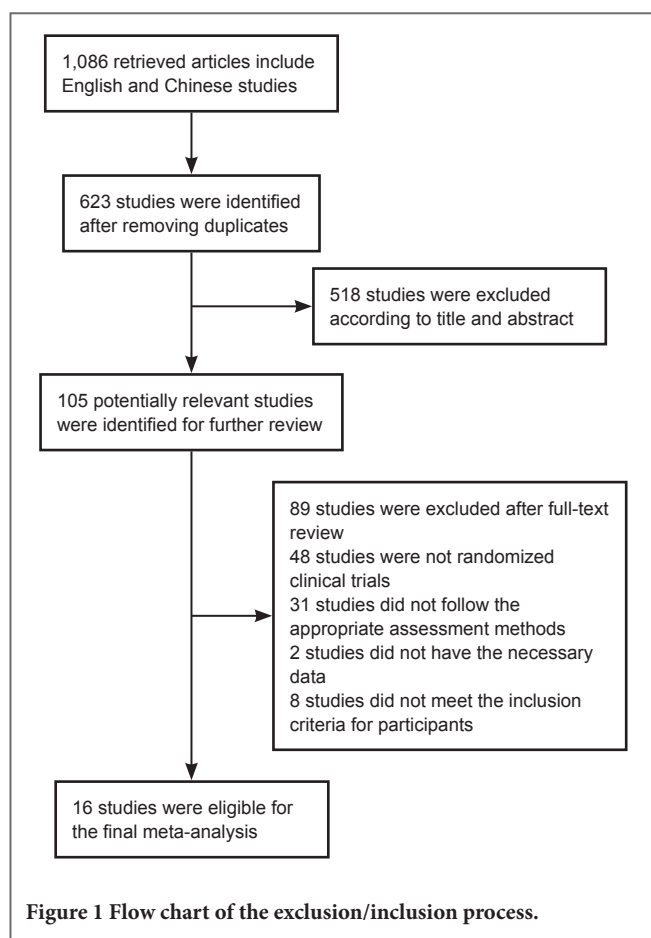 1,086 retrieved articles include
English and Chinese studies
623 studies were identified
after removing duplicates
518 studies were excluded
according to title and abstract
105 potentially relevant studies
were identified for further review
89 studies were excluded after full-text
review
48 studies were not randomized
clinical trials
31 studies did not follow the
appropriate assessment methods
2 studies did not have the necessary
data
8 studies did not meet the inclusion
criteria for participants
16 studies were eligible for
the final meta-analysis
Figure 1 Flow chart of the exclusion/inclusion process.